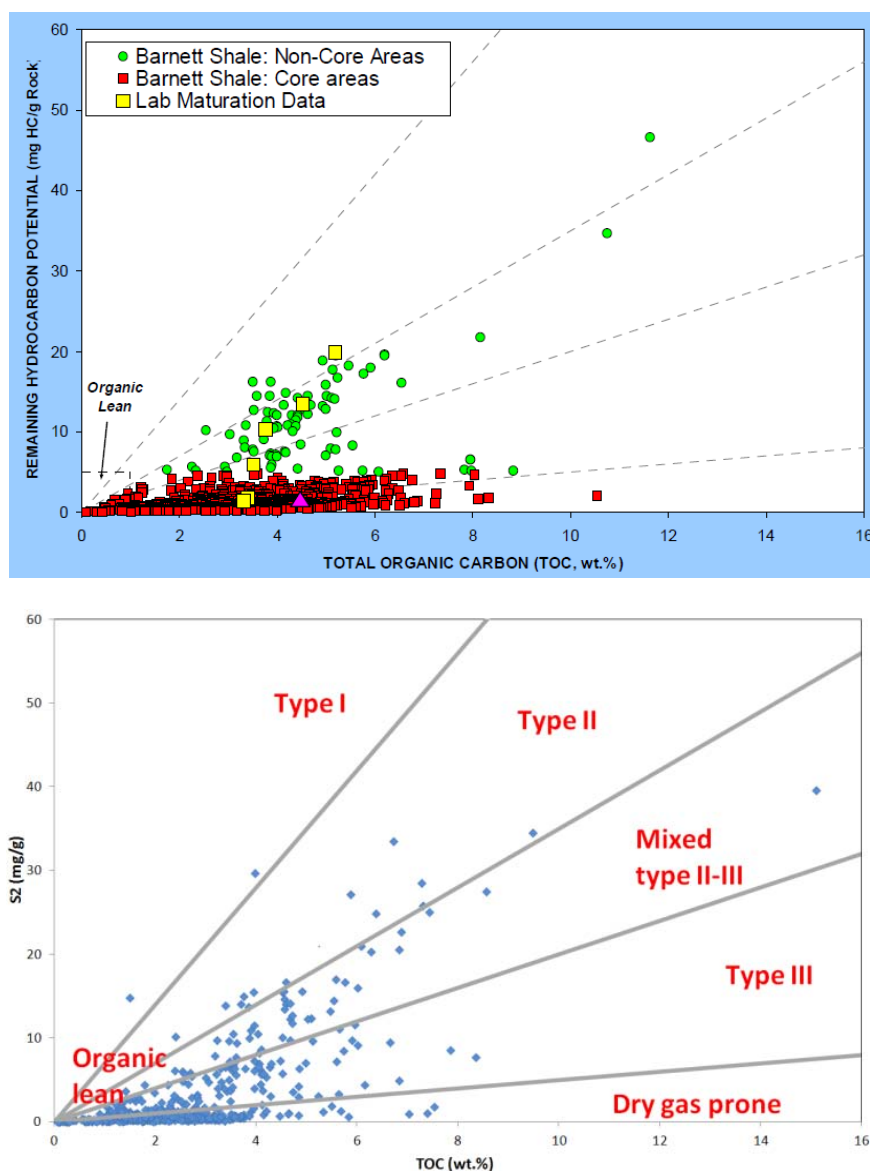 60
50
40
30
20
10
0
REMAINING HYDROCARBON POTENTIAL (mg HC/g Rock)
Barnett Shale: Non-Core Areas
Barnett Shale: Core areas
Lab Maturation Data
Organic
Lean
0 2 4 6 8 10 12 14 16
TOTAL ORGANIC CARBON (TOC, wt.%)
60
50
40
30
20
10
0
S2 (mg/g)
Type I
Type II
Mixed
type II-III
Type III
Organic
lean
Dry gas prone
0 2 4 6 8 10 12 14 16
TOC (wt.%)